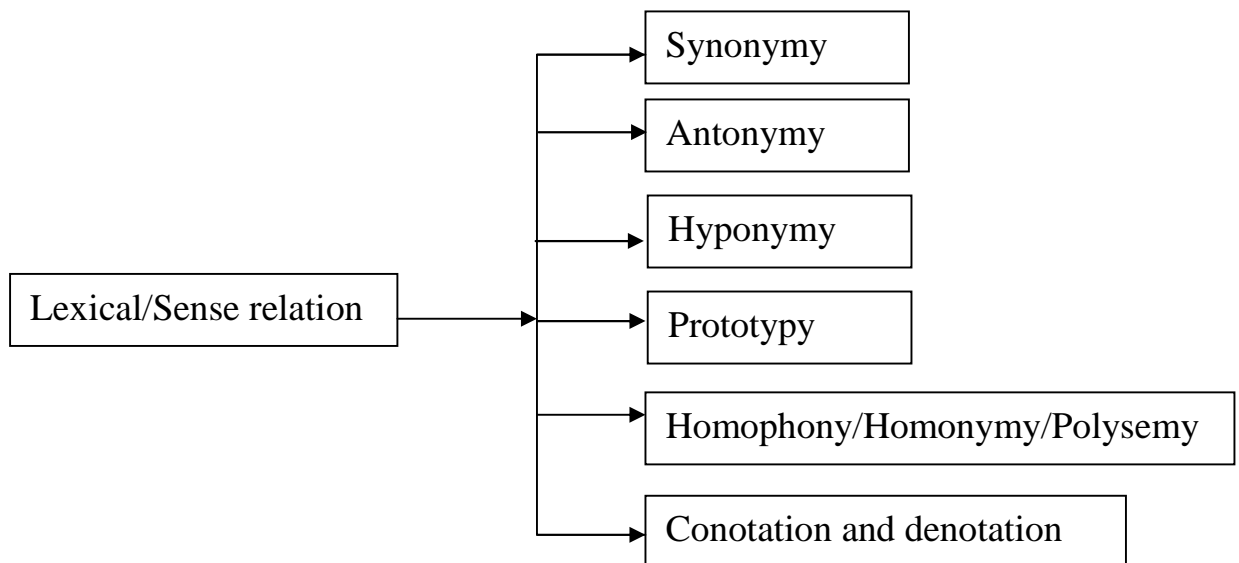 Synonymy
Antonymy
Hyponymy
Lexical/Sense relation
Prototypy
Homophony/Homonymy/Polysemy
Conotation and denotation